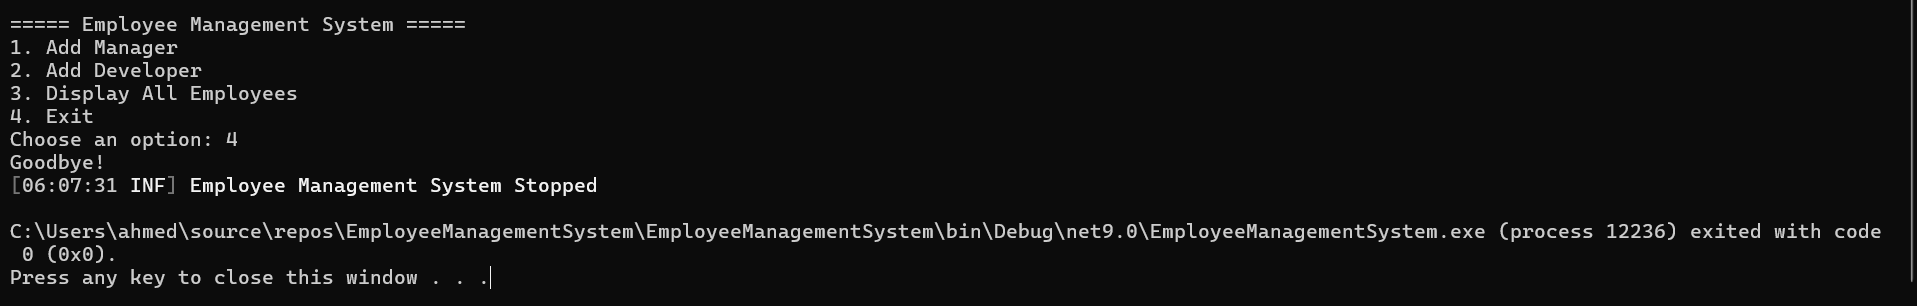 ===== Employee Management System =====
1. Add Manager
2. Add Developer
3. Display All Employees
4. Exit
Choose an option: 4
Goodbye!
[06:07:31 INF] Employee Management System Stopped
C:\Users\ahmed\source\repos\EmployeeManagementSystem\EmployeeManagementSystem\bin\Debug\net9.0\EmployeeManagementSystem.exe (process 12236) exited with code
0 (0x0).
Press any key to close this window . . .